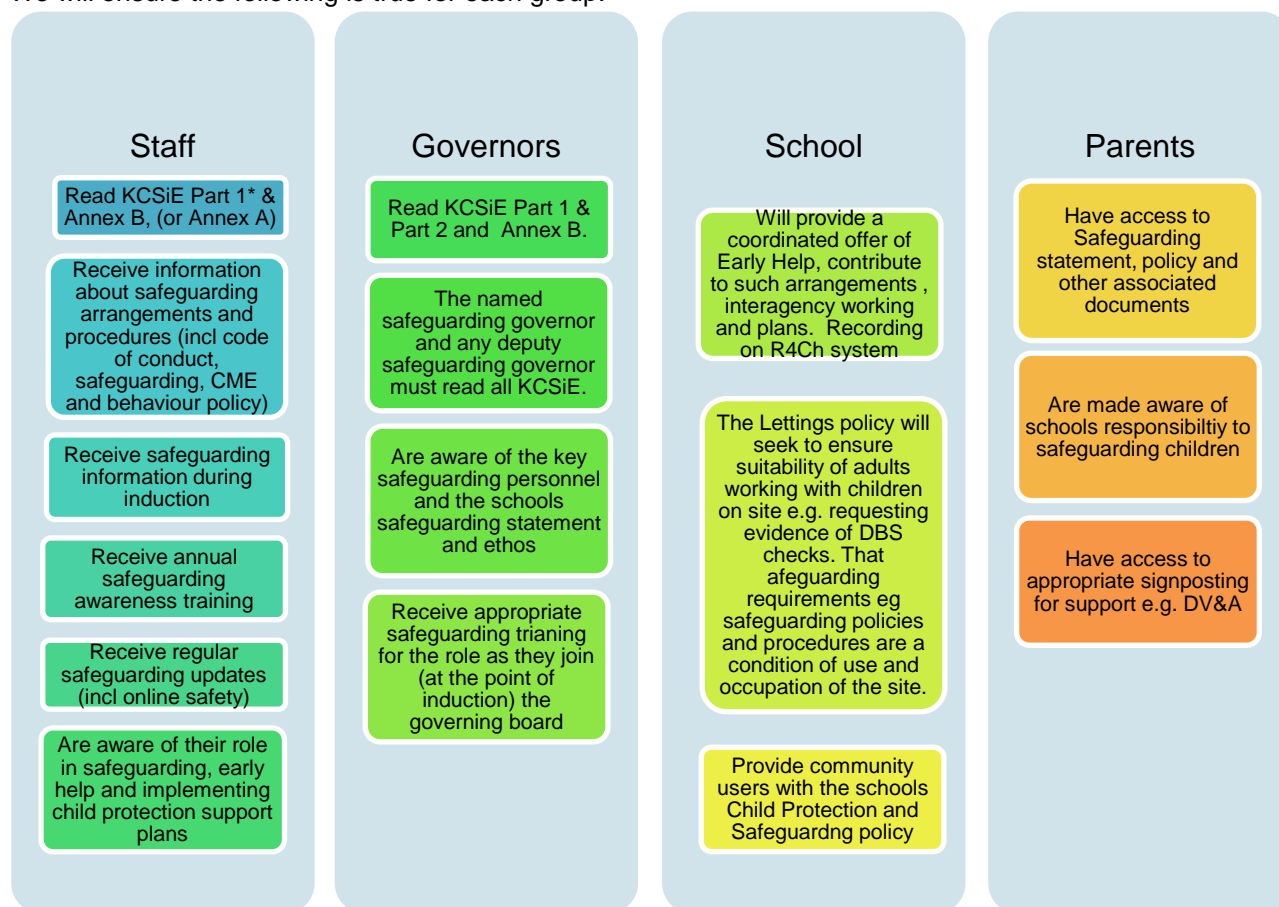 We will ensure the following is true for each group:
Staff
Read KCSiE Part 1* &
Annex B, (or Annex A)
Receive information
about safeguarding
arrangements and
procedures (incl code
of conduct,
safeguarding, CME
and behaviour policy)
Receive safeguarding
information during
induction
Receive annual
safeguarding
awareness training
Receive regular
safeguarding updates
(incl online safety)
Are aware of their role
in safeguarding, early
help and implementing
child protection support
plans
Governors
Read KCSiE Part 1 &
Part 2 and Annex B.
The named
safeguarding governor
and any deputy
safeguarding governor
must read all KCSiE.
Are aware of the key
safeguarding personnel
and the schools
safeguarding statement
and ethos
Receive appropriate
safeguarding trianing
for the role as they join
(at the point of
induction) the
governing board
School
Will provide a
coordinated offer of
Early Help, contribute
to such arrangements ,
interagency working
and plans. Recording
on R4Ch system
The Lettings policy will
seek to ensure
suitability of adults
working with children
on site e.g. requesting
evidence of DBS
checks. That
afeguarding
requirements eg
safeguarding policies
and procedures are a
condition of use and
occupation of the site.
Provide community
users with the schools
Child Protection and
Safeguardng policy
Parents
Have access to
Safeguarding
statement, policy and
other associated
documents
Are made aware of
schools responsibiltiy to
safeguarding children
Have access to
appropriate signposting
for support e.g. DV&A